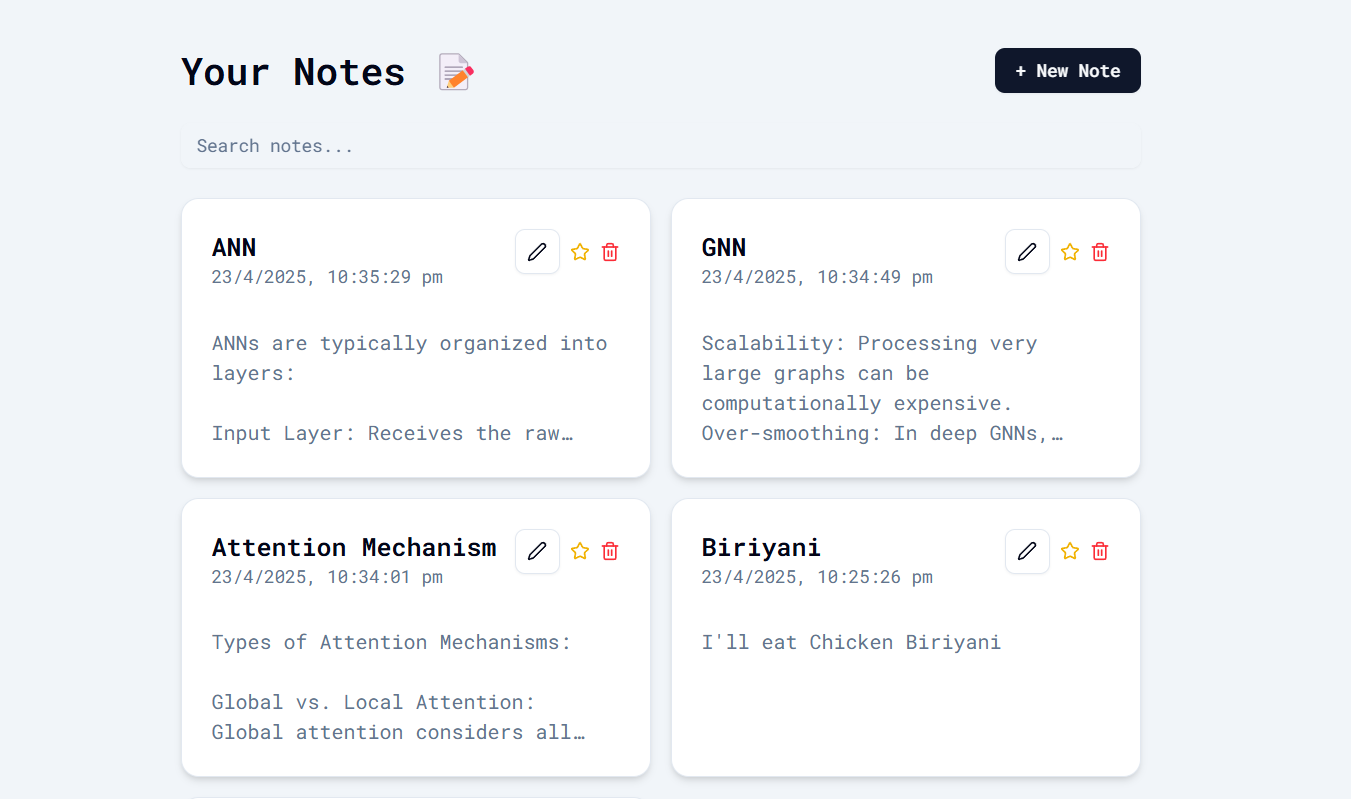 Your Notes
+ New Note
Search notes...
ANN
23/4/2025, 10:35:29 pm
ANNs are typically organized into
layers:
Input Layer: Receives the raw…
GNN
23/4/2025, 10:34:49 pm
Scalability: Processing very
large graphs can be
computationally expensive.
Over-smoothing: In deep GNNs,…
Attention Mechanism
23/4/2025, 10:34:01 pm
Types of Attention Mechanisms:
Global vs. Local Attention:
Global attention considers all…
Biriyani
23/4/2025, 10:25:26 pm
I'll eat Chicken Biriyani